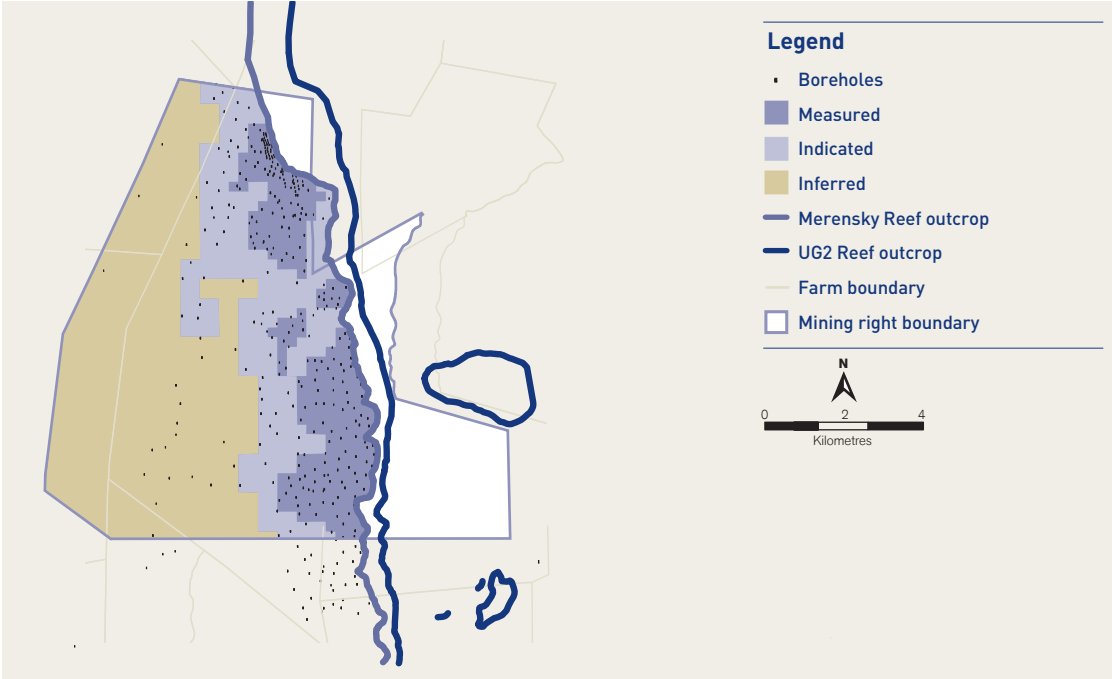 Legend
Boreholes
Measured
Indicated
Inferred
Merensky Reef outcrop
UG2 Reef outcrop
Farm boundary
Mining right boundary
N
0 2 4
Kilometres